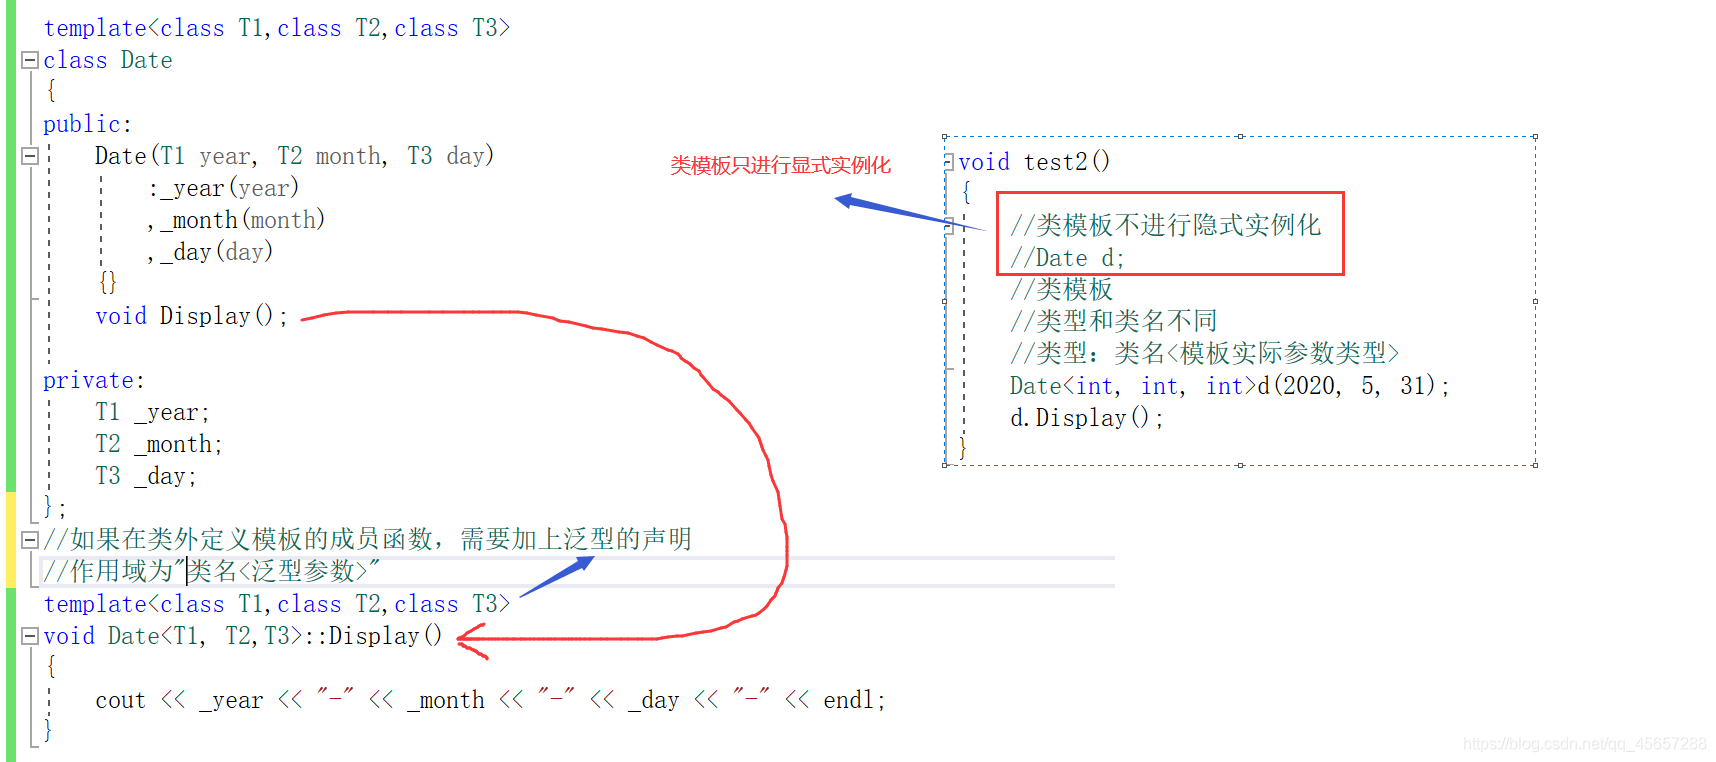 template<class T1,class T2,class T3>
class Date
{
public:
Date(T1 year, T2 month, T3 day)
:_year(year)
,_month(month)
,_day(day)
{}
void Display();
private:
T1 _year;
T2 _month;
T3 _day;
};
//如果在类外定义模板的成员函数，需要加上泛型的声明
//作用域为"类名<泛型参数>"
template<class T1,class T2,class T3>
void Date<T1, T2,T3>::Display()
{
cout << _year << "-" << _month << "-" << _day << "-" << endl;
}
类模板只进行显式实例化
void test2()
{
//类模板不进行隐式实例化
//Date d;
//类模板
//类型和类名不同
//类型：类名<模板实际参数类型>
Date<int, int, int>d(2020, 5, 31);
d.Display();
}
https://blog.csdn.net/qq_45657288